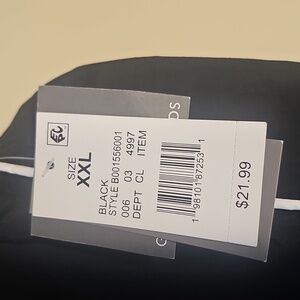 SIZE
XXL
BLACK
STYLE B001556001
006 03 4997
DEPT CL ITEM
$21.99